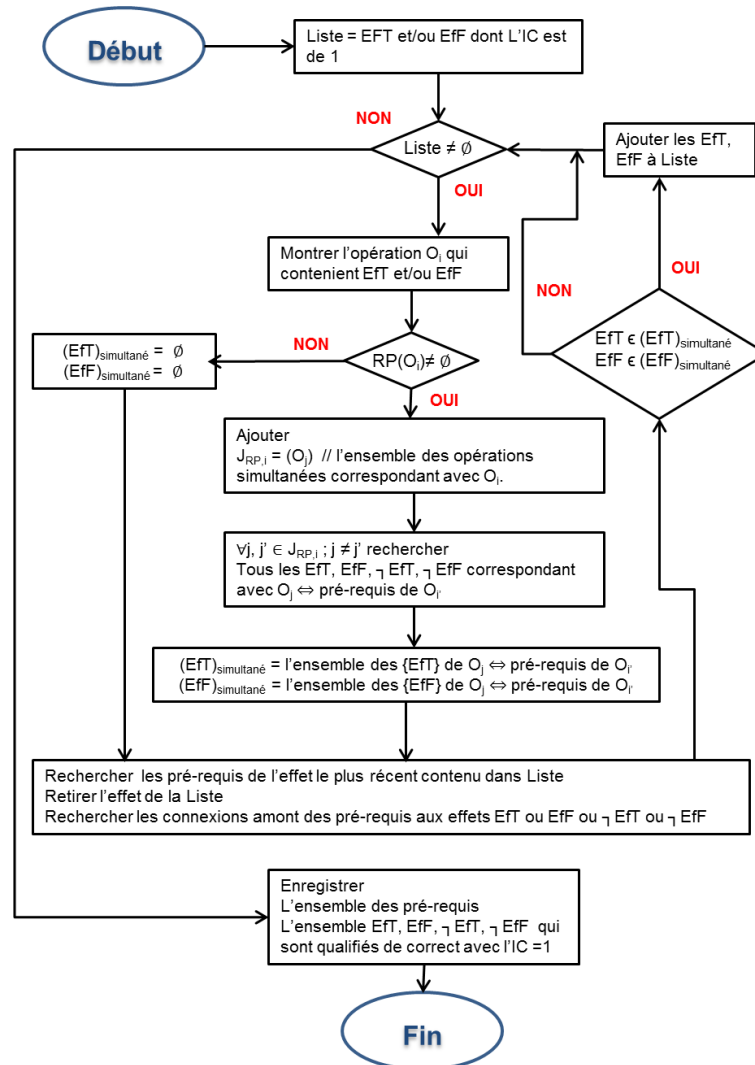 Début
Liste = EFT et/ou EfF dont L'IC est
de 1
NON
Liste ≠ ∅
OUI
Ajouter les EfT,
EfF à Liste
Montrer l'opération Oi qui
contenient EfT et/ou EfF
NON
OUI
EfT ϵ (EfT)simultané
EfF ϵ (EfF)simultané
(EfT)simultané = ∅
(EfF)simultané = ∅
NON
RP(Oi)≠ ∅
OUI
Ajouter
JRP,i = (Oj) // l'ensemble des opérations
simultanées correspondant avec Oi.
∀j, j' ∈ JRP,i ; j ≠ j' rechercher
Tous les EfT, EfF, ┐EfT, ┐EfF correspondant
avec Oj ⇔ pré-requis de Oi'
(EfT)simultané = l'ensemble des {EfT} de Oj ⇔ pré-requis de Oi'
(EfF)simultané = l'ensemble des {EfF} de Oj ⇔ pré-requis de Oi'
Rechercher les pré-requis de l'effet le plus récent contenu dans Liste
Retirer l'effet de la Liste
Rechercher les connexions amont des pré-requis aux effets EfT ou EfF ou ┐EfT ou ┐EfF
Enregistrer
L'ensemble des pré-requis
L'ensemble EfT, EfF, ┐EfT, ┐EfF qui
sont qualifiés de correct avec l'IC =1
Fin